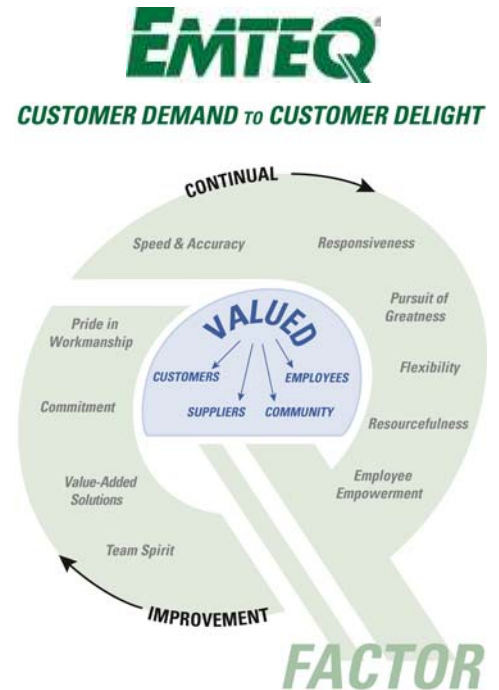 EMTEQ
CUSTOMER DEMAND TO CUSTOMER DELIGHT
CONTINUAL
Speed & Accuracy
Responsiveness
Pursuit of
Greatness
Flexibility
Resourcefulness
Employee
Empowerment
Pride in
Workmanship
Commitment
Value-Added
Solutions
Team Spirit
VALUED
CUSTOMERS
EMPLOYEES
SUPPLIERS
COMMUNITY
IMPROVEMENT
FACTOR